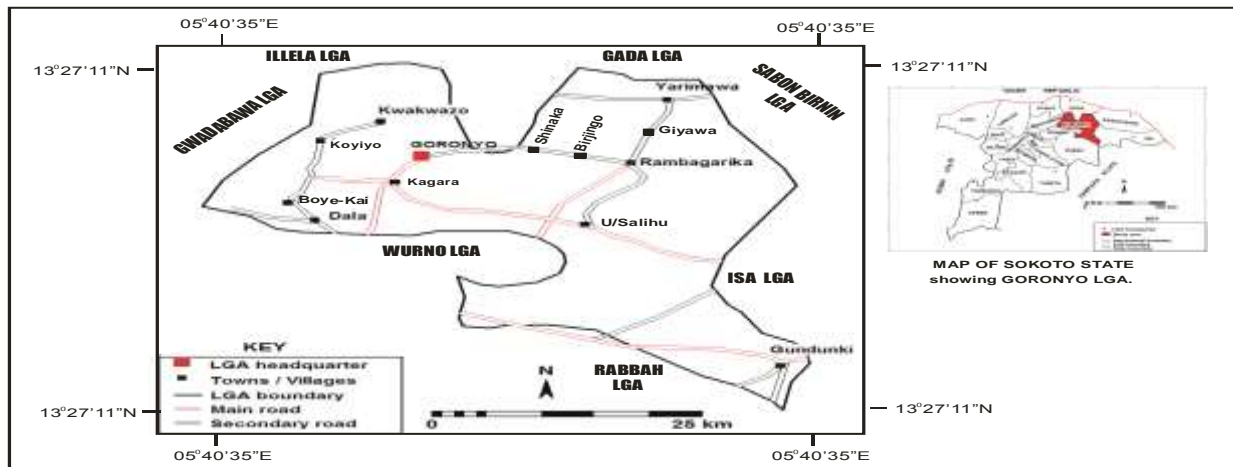 05°40'35"E
05°40'35"E
ILLELA LGA
GADA LGA
13°27'11"N
13°27'11"N
SABON BIRNIN
LGA
Yarimawa
GWADABAWA LGA
Kwakwazo
Shinaka
Birjingo
Giyawa
Koyiyo
GORONYO
Rambagarika
Kagara
Boye-Kai
Dala
U/Salihu
WURNO LGA
ISA LGA
MAP OF SOKOTO STATE
showing GORONYO LGA.
KEY
LGA headquarter
Towns / Villages
LGA boundary
Main road
Secondary road
Gundunki
RABBAH
LGA
N
0
25 km
13°27'11"N
13°27'11"N
05°40'35"E
05°40'35"E